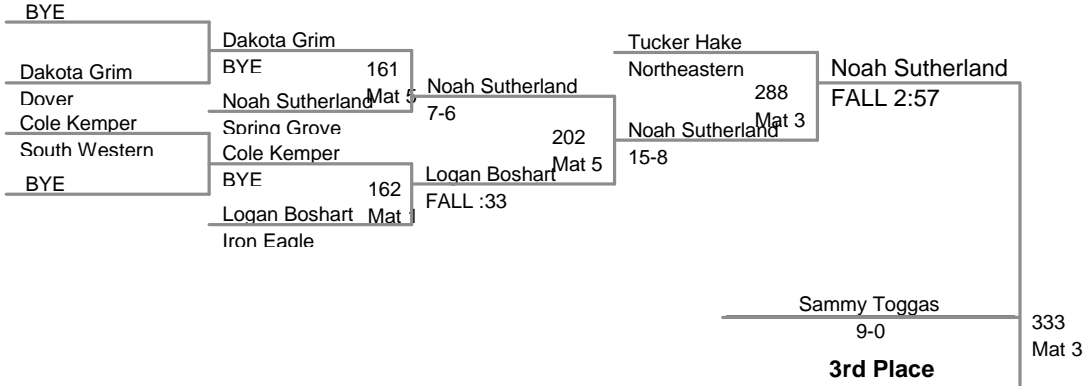 BYE
Dakota Grim
Dover
Cole Kemper
South Western
BYE
Dakota Grim
BYE
161
Mat 5
Noah Sutherland
Spring Grove
Cole Kemper
BYE
162
Mat 1
Logan Boshart
Iron Eagle
Noah Sutherland
7-6
202
Mat 5
Logan Boshart
FALL :33
Tucker Hake
Northeastern
288
Mat 3
Noah Sutherland
15-8
Noah Sutherland
FALL 2:57
Sammy Toggas
9-0
3rd Place
333
Mat 3